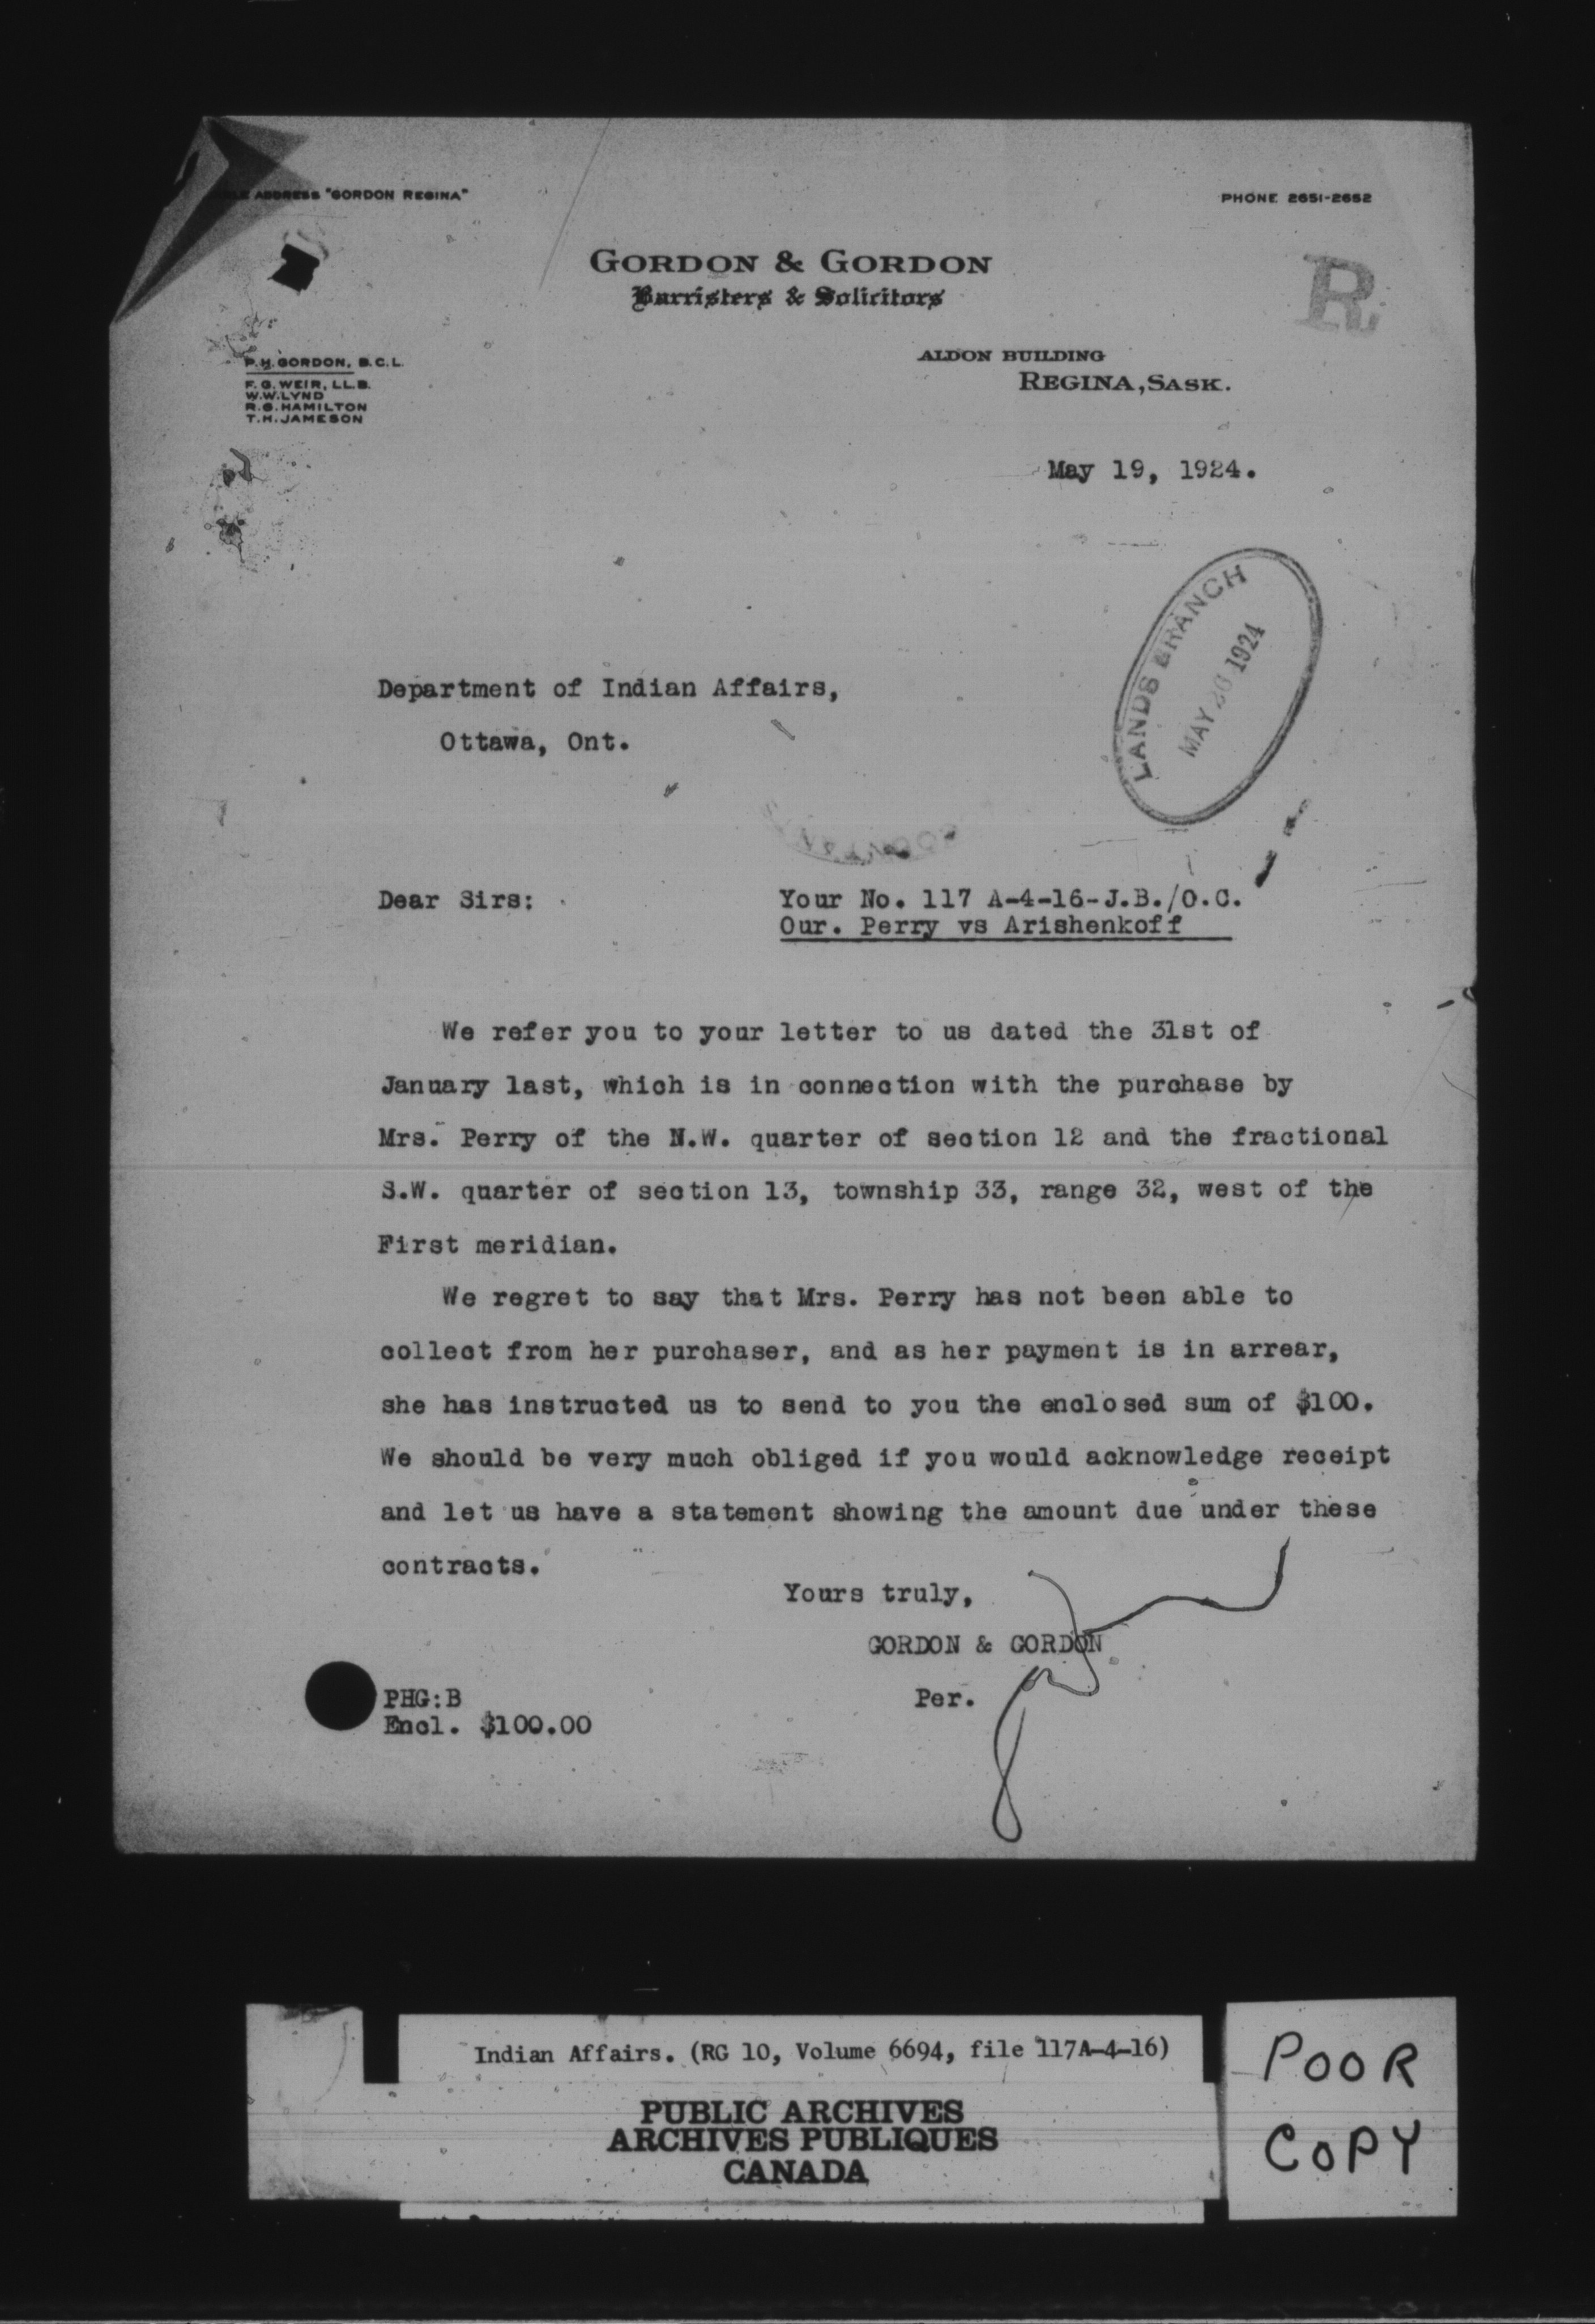 ADDRESS "GORDON REGINA"
PHONE 2651-2652
GORDON & GORDON
Barristers & Solicitors
R
P.H. GORDON, B.C.L.
F.G. WEIR, LL.B.
W.W. LYND
R.G. HAMILTON
T.H. JAMESON
ALDON BUILDING
REGINA, SASK.
May 19, 1924.
LANDS BRANCH
MAY 20 1924
Department of Indian Affairs,
Ottawa, Ont.
Dear Sirs:
Your No. 117 A-4-16-J.B./O.C.
Our. Perry vs Arishenkoff
We refer you to your letter to us dated the 31st of
January last, which is in connection with the purchase by
Mrs. Perry of the N.W. quarter of section 12 and the fractional
S.W. quarter of section 13, township 33, range 32, west of the
First meridian.
We regret to say that Mrs. Perry has not been able to
collect from her purchaser, and as her payment is in arrear,
she has instructed us to send to you the enclosed sum of $100.
We should be very much obliged if you would acknowledge receipt
and let us have a statement showing the amount due under these
contracts.
Yours truly,
GORDON & GORDON
Per.
PHG:B
Encl. $100.00
Indian Affairs. (RG 10, Volume 6694, file 117A-4-16)
PUBLIC ARCHIVES
ARCHIVES PUBLIQUES
CANADA
POOR
COPY